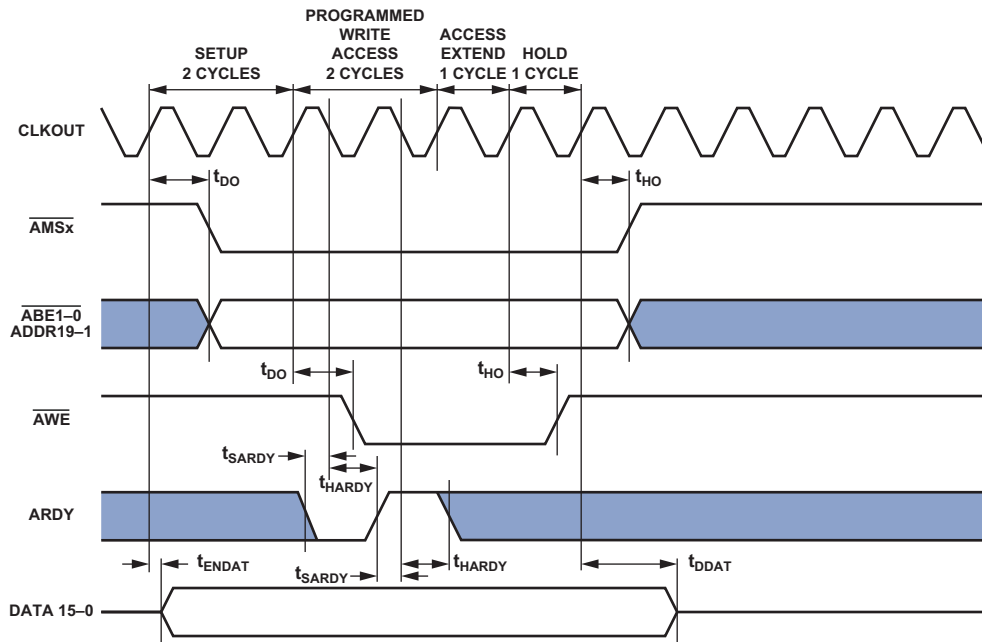 PROGRAMMED
WRITE
ACCESS
2 CYCLES
SETUP
2 CYCLES
ACCESS
EXTEND
1 CYCLE
HOLD
1 CYCLE
CLKOUT
tDO
tHO
AMSx
ABE1–0
ADDR19–1
tDO
tHO
AWE
tSARDY
tHARDY
ARDY
tENDAT
tSARDY
tHARDY
tDDAT
DATA 15–0